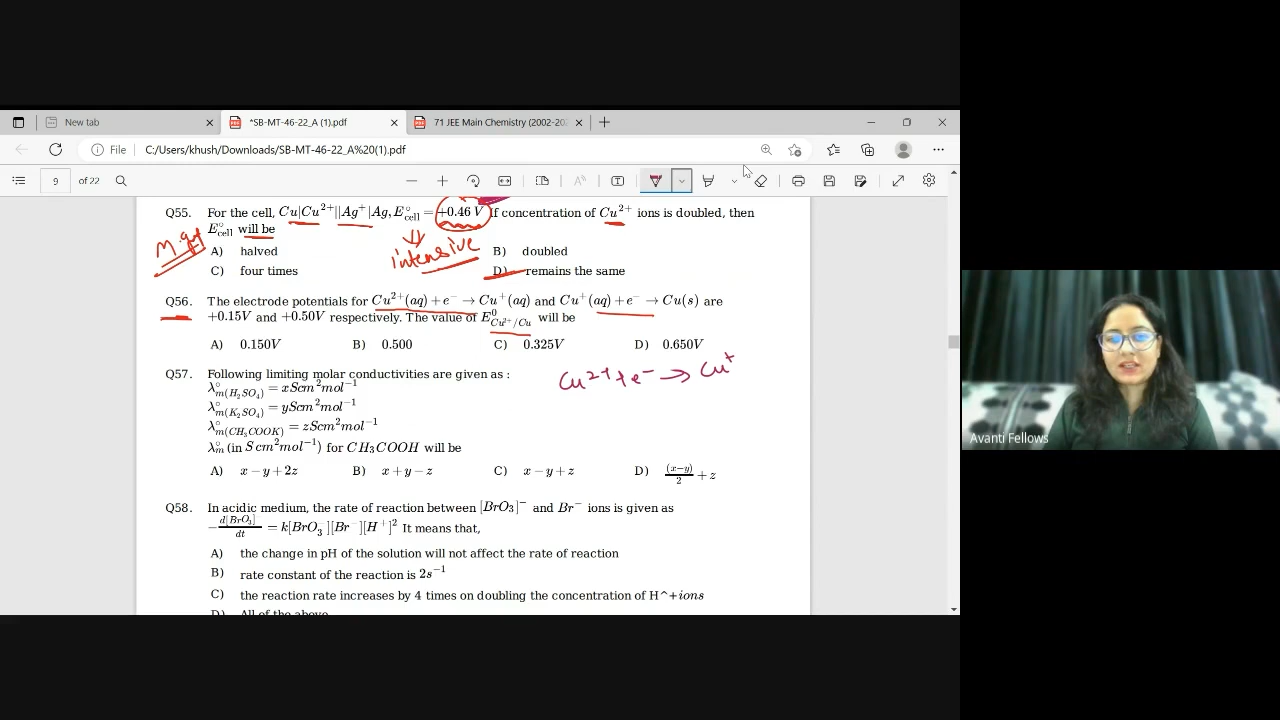 New tab
*SB-MT-46-22_A (1).pdf
71 JEE Main Chemistry (2002-202
File C:/Users/khush/Downloads/SB-MT-46-22_A%20(1).pdf
9 of 22
Q55. For the cell, Cu|Cu²⁺||Ag⁺|Ag, E°cell = +0.46 V If concentration of Cu²⁺ ions is doubled, then
E°cell will be
A) halved B) doubled
C) four times D) remains the same
intensive
Q56. The electrode potentials for Cu²⁺(aq) + e⁻ → Cu⁺(aq) and Cu⁺(aq) + e⁻ → Cu(s) are
+0.15V and +0.50V respectively. The value of E⁰Cu²⁺/Cu will be
A) 0.150V B) 0.500 C) 0.325V D) 0.650V
Cu²⁺ + e⁻ → Cu⁺
Q57. Following limiting molar conductivities are given as :
λ°m(H₂SO₄) = xScm²mol⁻¹
λ°m(K₂SO₄) = yScm²mol⁻¹
λ°m(CH₃COOK) = zScm²mol⁻¹
λ°m (in Scm²mol⁻¹) for CH₃COOH will be
A) x − y + 2z B) x + y − z C) x − y + z D) (x−y)/2 + z
Q58. In acidic medium, the rate of reaction between [BrO₃]⁻ and Br⁻ ions is given as
−d[BrO₃⁻]/dt = k[BrO₃⁻][Br⁻][H⁺]² It means that,
A) the change in pH of the solution will not affect the rate of reaction
B) rate constant of the reaction is 2s⁻¹
C) the reaction rate increases by 4 times on doubling the concentration of H^+ions
D) All of the above
Avanti Fellows